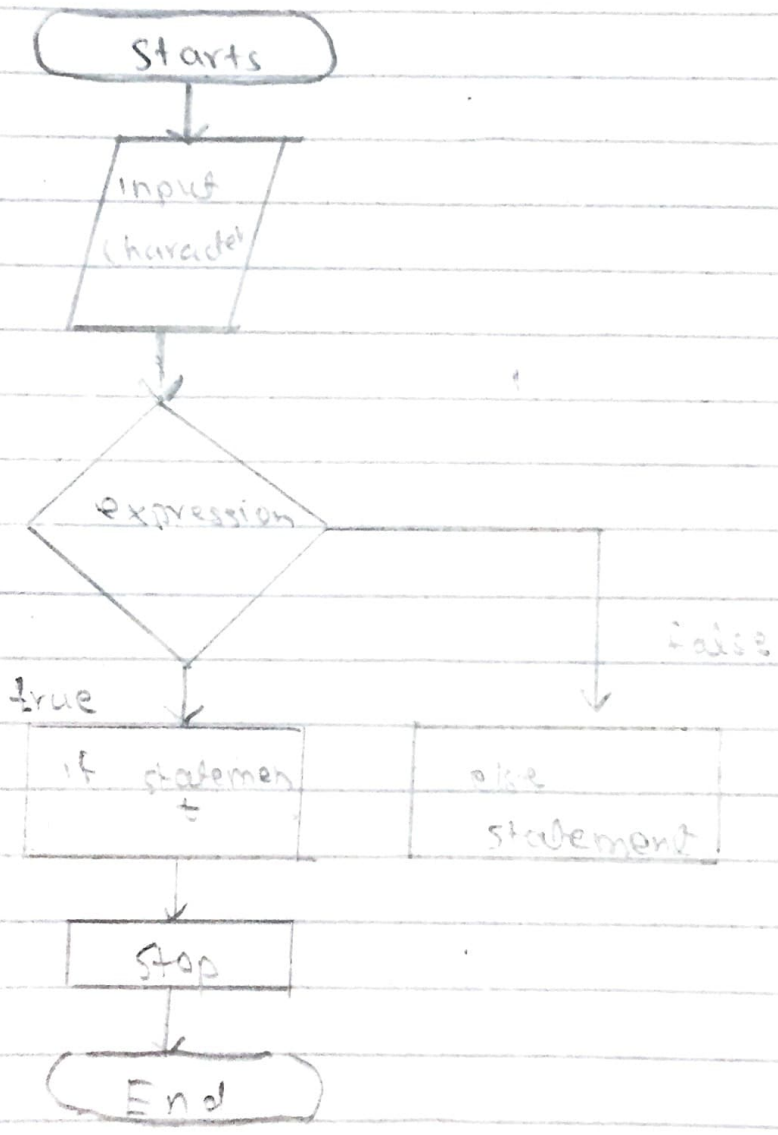 Starts
input
character
expression
false
true
if statemen
t
else
statement
Stop
End